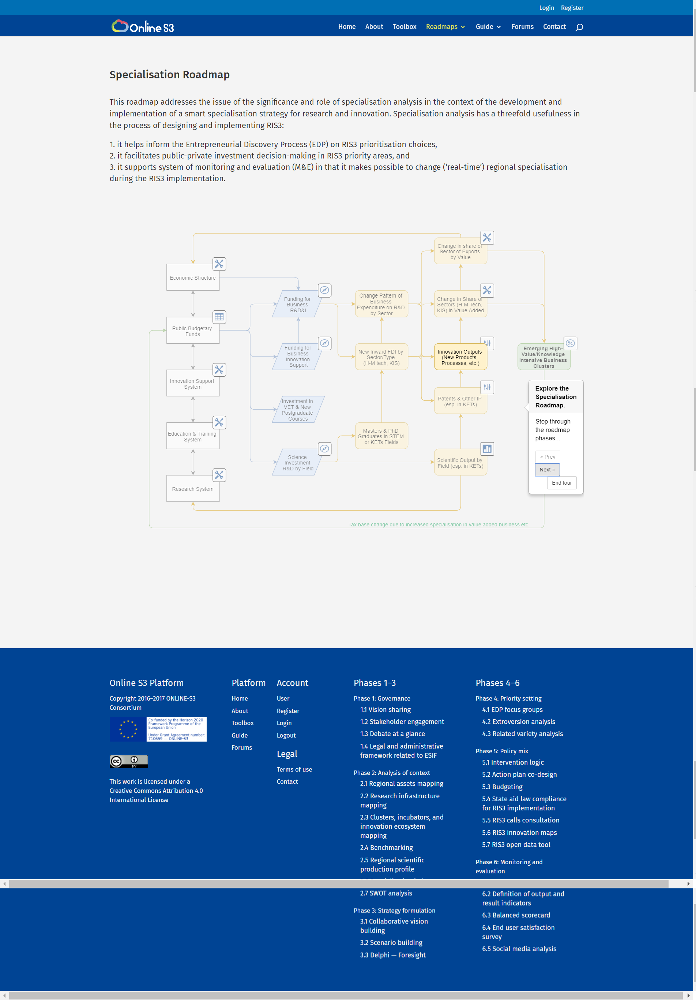 Login Register
Online S3
Home About Toolbox Roadmaps Guide Forums Contact
Specialisation Roadmap
This roadmap addresses the issue of the significance and role of specialisation analysis in the context of the development and
implementation of a smart specialisation strategy for research and innovation. Specialisation analysis has a threefold usefulness in
the process of designing and implementing RIS3:
1. it helps inform the Entrepreneurial Discovery Process (EDP) on RIS3 prioritisation choices,
2. it facilitates public-private investment decision-making in RIS3 priority areas, and
3. it supports system of monitoring and evaluation (M&E) in that it makes possible to change (‘real-time’) regional specialisation
during the RIS3 implementation.
Economic Structure
Public Budgetary
Funds
Innovation Support
System
Education & Training
System
Research System
Funding for
Business
R&D&I
Funding for
Business
Innovation
Support
Investment in
VET & New
Postgraduate
Courses
Science
Investment
R&D by Field
Change Pattern of
Business
Expenditure on R&D
by Sector
New Inward FDI by
Sector/Type
(H-M tech, KIS)
Masters & PhD
Graduates in STEM
or KETs Fields
Change in share of
Sector of Exports
by Value
Change in Share of
Sectors (H-M Tech,
KIS) in Value Added
Innovation Outputs
(New Products,
Processes, etc.)
Patents & Other IP
(esp. in KETs)
Scientific Output by
Field (esp. in KETs)
Emerging High-
Value/Knowledge
Intensive Business
Clusters
Explore the
Specialisation
Roadmap.
Step through
the roadmap
phases...
« Prev
Next »
End tour
Tax base change due to increased specialisation in value added business etc.
Online S3 Platform
Copyright 2016–2017 ONLINE-S3
Consortium
Co-funded by the Horizon 2020
Framework Programme of the
European Union
Under Grant Agreement number:
710659 — ONLINE-S3
cc
BY
This work is licensed under a
Creative Commons Attribution 4.0
International License
Platform
Home
About
Toolbox
Guide
Forums
Account
User
Register
Login
Logout
Legal
Terms of use
Contact
Phases 1–3
Phase 1: Governance
1.1 Vision sharing
1.2 Stakeholder engagement
1.3 Debate at a glance
1.4 Legal and administrative
framework related to ESIF
Phase 2: Analysis of context
2.1 Regional assets mapping
2.2 Research infrastructure
mapping
2.3 Clusters, incubators, and
innovation ecosystem
mapping
2.4 Benchmarking
2.5 Regional scientific
production profile
2.7 SWOT analysis
Phase 3: Strategy formulation
3.1 Collaborative vision
building
3.2 Scenario building
3.3 Delphi — Foresight
Phases 4–6
Phase 4: Priority setting
4.1 EDP focus groups
4.2 Extroversion analysis
4.3 Related variety analysis
Phase 5: Policy mix
5.1 Intervention logic
5.2 Action plan co-design
5.3 Budgeting
5.4 State aid law compliance
for RIS3 implementation
5.5 RIS3 calls consultation
5.6 RIS3 innovation maps
5.7 RIS3 open data tool
Phase 6: Monitoring and
evaluation
6.2 Definition of output and
result indicators
6.3 Balanced scorecard
6.4 End user satisfaction
survey
6.5 Social media analysis